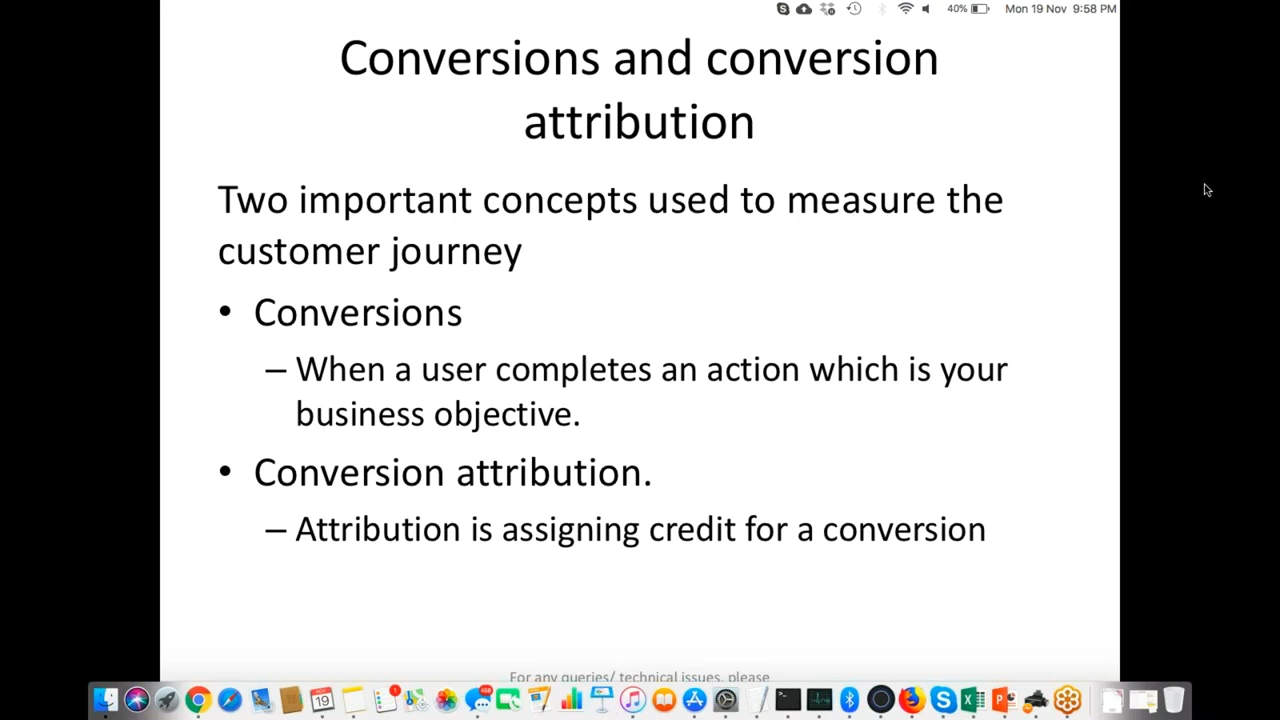 40% Mon 19 Nov 9:58 PM
Conversions and conversion
attribution
Two important concepts used to measure the
customer journey
• Conversions
– When a user completes an action which is your
business objective.
• Conversion attribution.
– Attribution is assigning credit for a conversion
For any queries/ technical issues, please